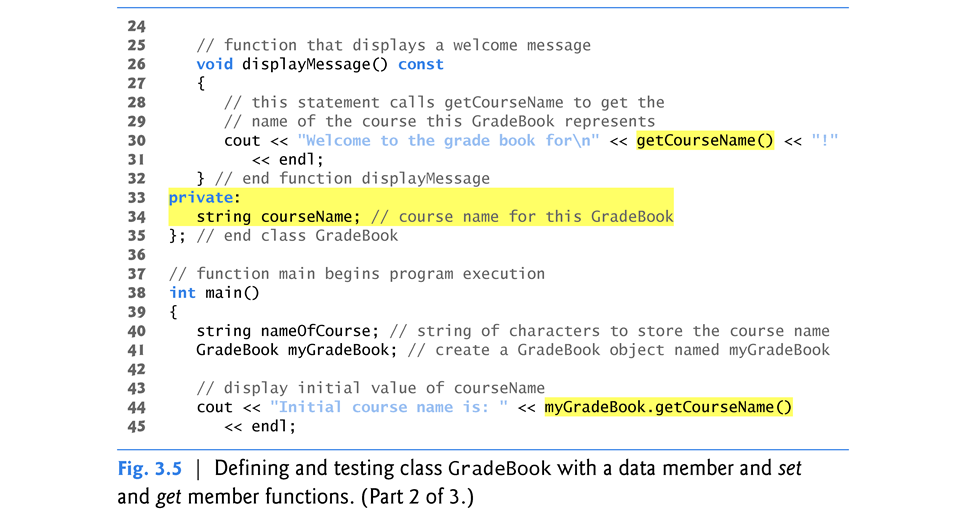 24
25 // function that displays a welcome message
26 void displayMessage() const
27 {
28 // this statement calls getCourseName to get the
29 // name of the course this GradeBook represents
30 cout << "Welcome to the grade book for\n" << getCourseName() << "!"
31 << endl;
32 } // end function displayMessage
33 private:
34 string courseName; // course name for this GradeBook
35 }; // end class GradeBook
36
37 // function main begins program execution
38 int main()
39 {
40 string nameOfCourse; // string of characters to store the course name
41 GradeBook myGradeBook; // create a GradeBook object named myGradeBook
42
43 // display initial value of courseName
44 cout << "Initial course name is: " << myGradeBook.getCourseName()
45 << endl;
Fig. 3.5 | Defining and testing class GradeBook with a data member and set
and get member functions. (Part 2 of 3.)